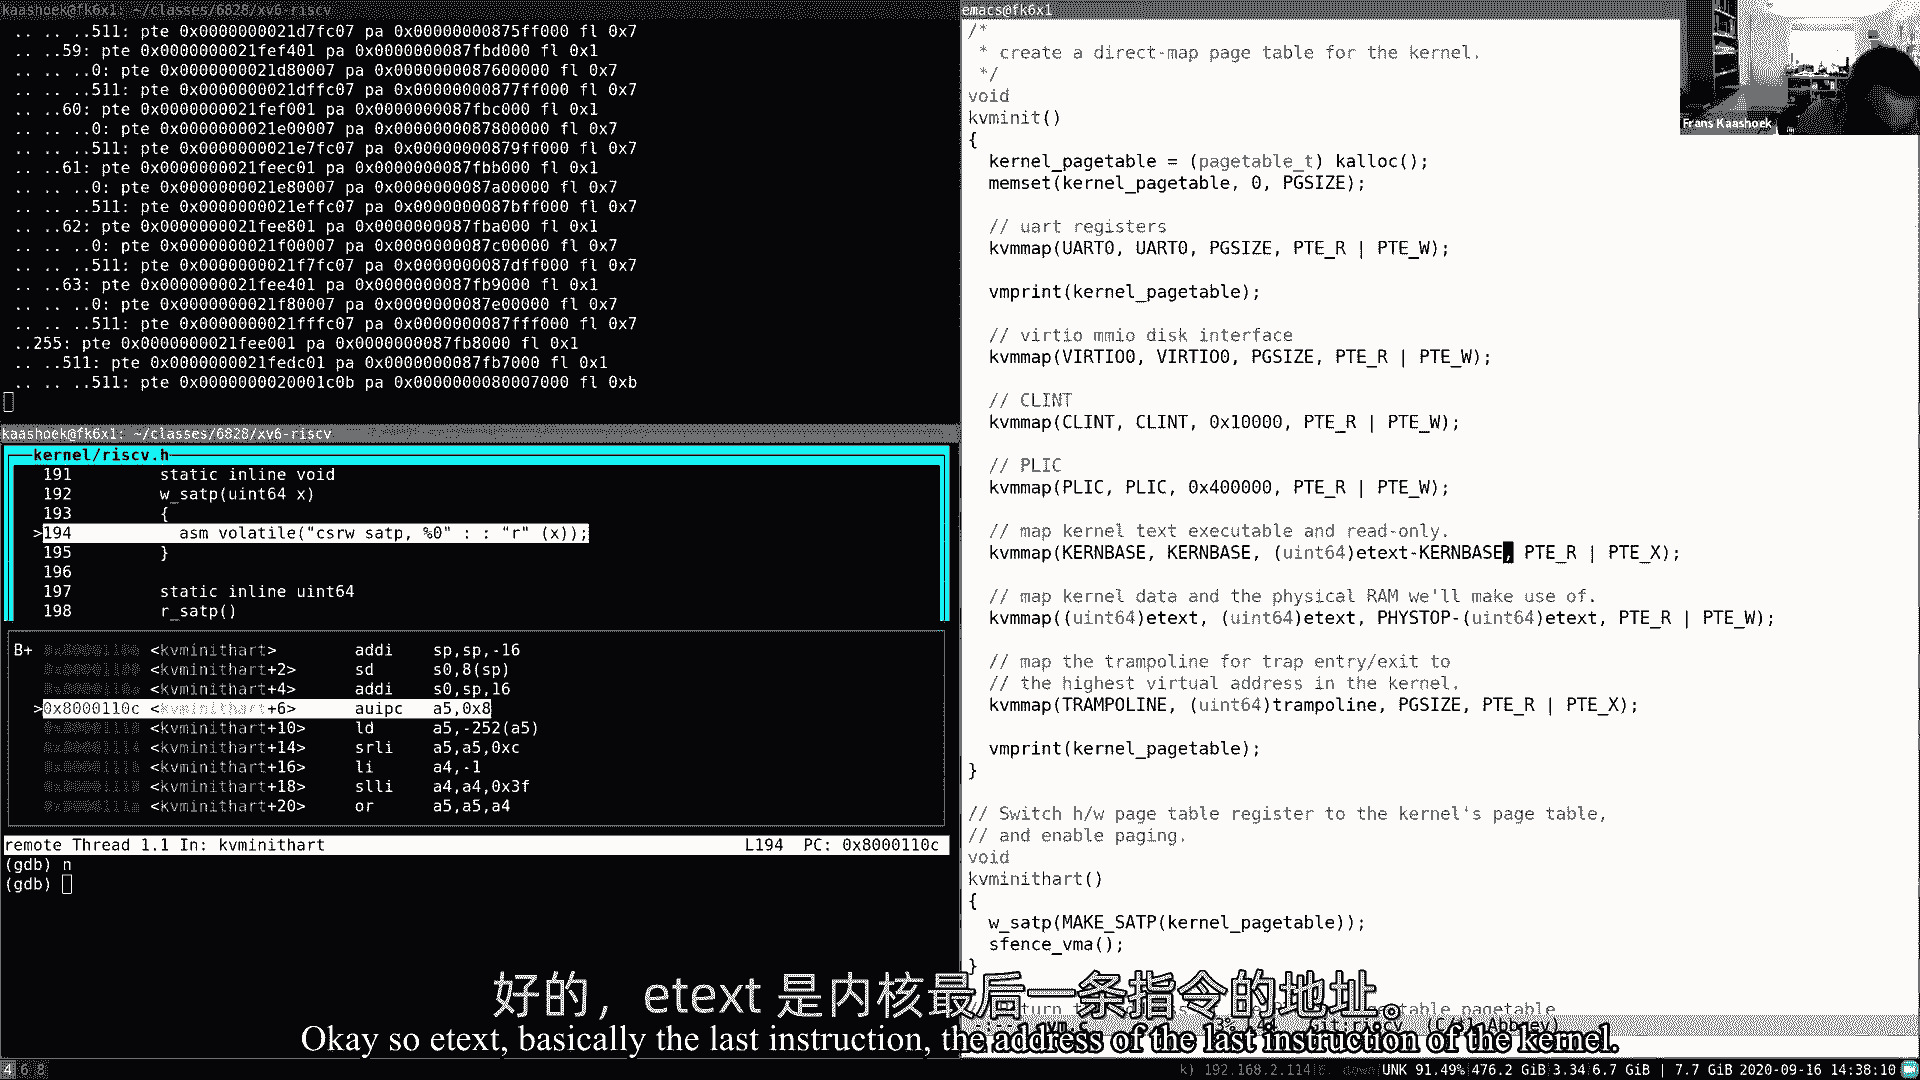 kaashoek@fk6x1: ~/classes/6828/xv6-riscv
.. .. ..511: pte 0x0000000021d7fc07 pa 0x00000000875ff000 fl 0x7
.. ..59: pte 0x0000000021fef401 pa 0x0000000087fbd000 fl 0x1
.. .. ..0: pte 0x0000000021d80007 pa 0x0000000087600000 fl 0x7
.. .. ..511: pte 0x0000000021dffc07 pa 0x00000000877ff000 fl 0x7
.. ..60: pte 0x0000000021fef001 pa 0x0000000087fbc000 fl 0x1
.. .. ..0: pte 0x0000000021e00007 pa 0x0000000087800000 fl 0x7
.. .. ..511: pte 0x0000000021e7fc07 pa 0x00000000879ff000 fl 0x7
.. ..61: pte 0x0000000021feec01 pa 0x0000000087fbb000 fl 0x1
.. .. ..0: pte 0x0000000021e80007 pa 0x0000000087a00000 fl 0x7
.. .. ..511: pte 0x0000000021effc07 pa 0x0000000087bff000 fl 0x7
.. ..62: pte 0x0000000021fee801 pa 0x0000000087fba000 fl 0x1
.. .. ..0: pte 0x0000000021f00007 pa 0x0000000087c00000 fl 0x7
.. .. ..511: pte 0x0000000021f7fc07 pa 0x0000000087dff000 fl 0x7
.. ..63: pte 0x0000000021fee401 pa 0x0000000087fb9000 fl 0x1
.. .. ..0: pte 0x0000000021f80007 pa 0x0000000087e00000 fl 0x7
.. .. ..511: pte 0x0000000021fffc07 pa 0x0000000087fff000 fl 0x7
..255: pte 0x0000000021fee001 pa 0x0000000087fb8000 fl 0x1
.. ..511: pte 0x0000000021fedc01 pa 0x0000000087fb7000 fl 0x1
.. .. ..511: pte 0x0000000020001c0b pa 0x0000000080007000 fl 0xb
kaashoek@fk6x1: ~/classes/6828/xv6-riscv
kernel/riscv.h
191 static inline void
192 w_satp(uint64 x)
193 {
>194 asm volatile("csrw satp, %0" : : "r" (x));
195 }
196
197 static inline uint64
198 r_satp()
B+ <kvminithart> addi sp,sp,-16
<kvminithart+2> sd s0,8(sp)
<kvminithart+4> addi s0,sp,16
>0x8000110c <kvminithart+6> auipc a5,0x8
<kvminithart+10> ld a5,-252(a5)
<kvminithart+14> srli a5,a5,0xc
<kvminithart+16> li a4,-1
<kvminithart+18> slli a4,a4,0x3f
<kvminithart+20> or a5,a5,a4
remote Thread 1.1 In: kvminithart L194 PC: 0x8000110c
(gdb) n
(gdb)
emacs@fk6x1
/*
* create a direct-map page table for the kernel.
*/
void
kvminit()
{
kernel_pagetable = (pagetable_t) kalloc();
memset(kernel_pagetable, 0, PGSIZE);
// uart registers
kvmmap(UART0, UART0, PGSIZE, PTE_R | PTE_W);
vmprint(kernel_pagetable);
// virtio mmio disk interface
kvmmap(VIRTIO0, VIRTIO0, PGSIZE, PTE_R | PTE_W);
// CLINT
kvmmap(CLINT, CLINT, 0x10000, PTE_R | PTE_W);
// PLIC
kvmmap(PLIC, PLIC, 0x400000, PTE_R | PTE_W);
// map kernel text executable and read-only.
kvmmap(KERNBASE, KERNBASE, (uint64)etext-KERNBASE, PTE_R | PTE_X);
// map kernel data and the physical RAM we'll make use of.
kvmmap((uint64)etext, (uint64)etext, PHYSTOP-(uint64)etext, PTE_R | PTE_W);
// map the trampoline for trap entry/exit to
// the highest virtual address in the kernel.
kvmmap(TRAMPOLINE, (uint64)trampoline, PGSIZE, PTE_R | PTE_X);
vmprint(kernel_pagetable);
}
// Switch h/w page table register to the kernel's page table,
// and enable paging.
void
kvminithart()
{
w_satp(MAKE_SATP(kernel_pagetable));
sfence_vma();
}
Frans Kaashoek
好的，etext 是内核最后一条指令的地址。
Okay so etext, basically the last instruction, the address of the last instruction of the kernel.
4 6 8
192.168.2.114 UNK 91.49% 476.2 GiB 3.34 6.7 GiB | 7.7 GiB 2020-09-16 14:38:10